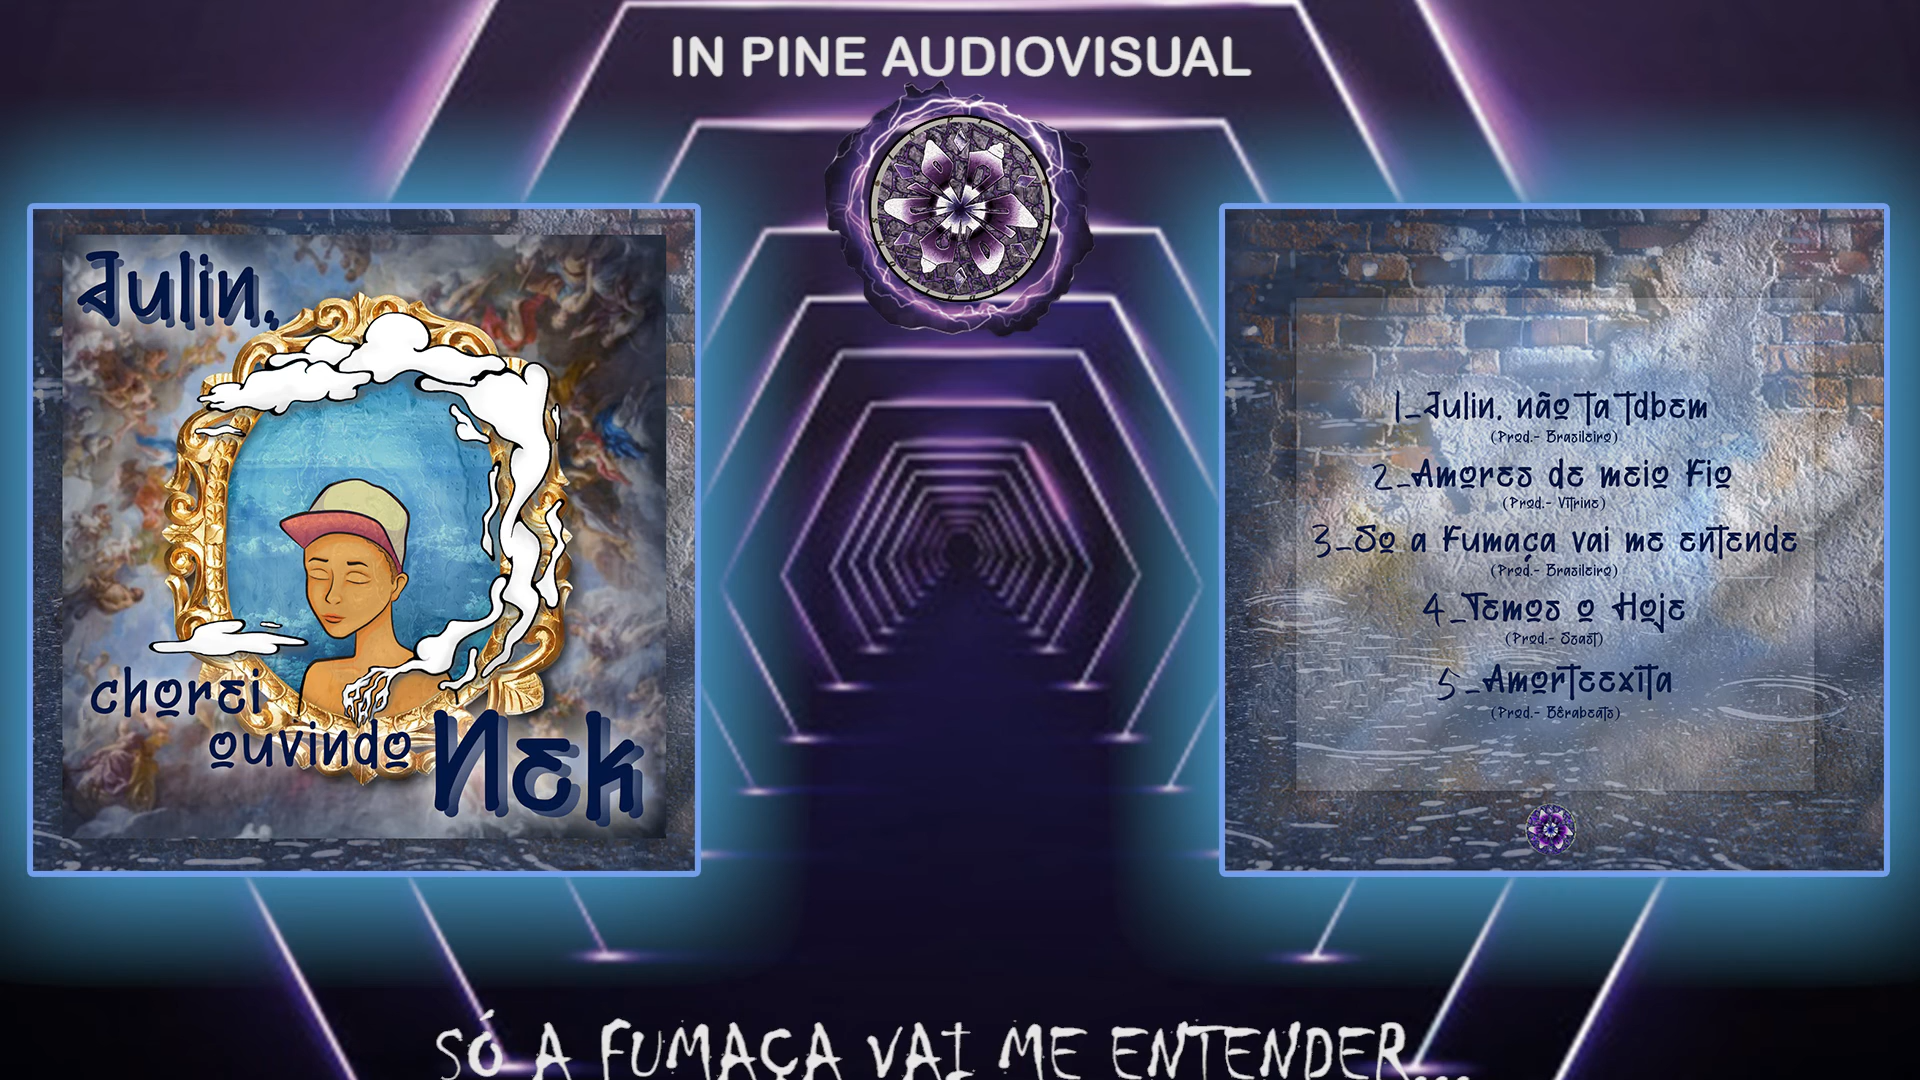 IN PINE AUDIOVISUAL
Julin,
chorei
ouvindo
Nek
1_Julin, não Ta Tdbem
(Prod.- Brasileiro)
2_Amores de meio Fio
(Prod.- Vitrine)
3_So a Fumaça vai me entende
(Prod.- Brasileiro)
4_Temos o Hoje
(Prod.- Ssast)
5_Amorteexita
(Prod.- Bêrabeats)
SÓ A FUMAÇA VAI ME ENTENDER...